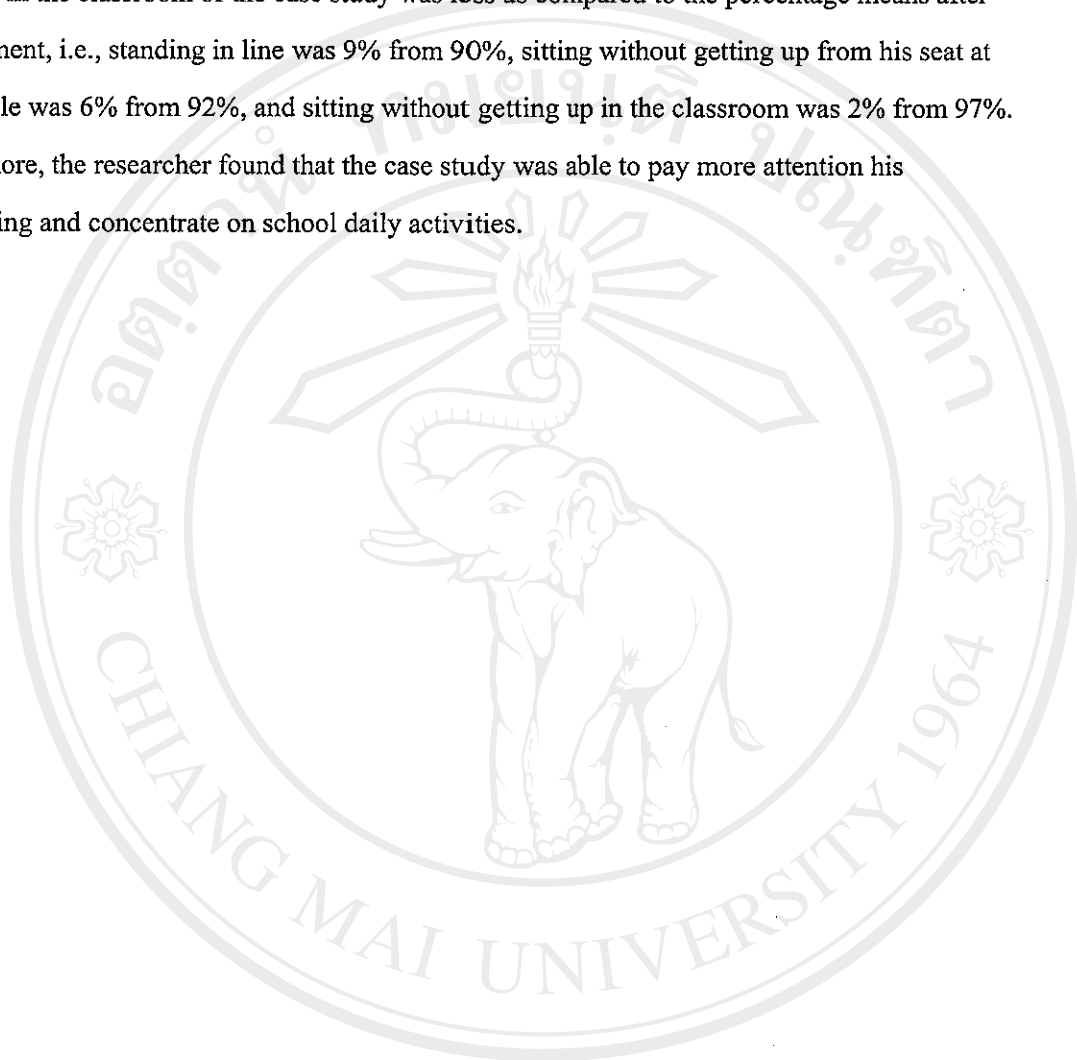 in the classroom of the case study was loss as compared to the percentage means after
nent, i.e., standing in line was 9% from 90%, sitting without getting up from his seat at
le was 6% from 92%, and sitting without getting up in the classroom was 2% from 97%.
ore, the researcher found that the case study was able to pay more attention his
ing and concentrate on school daily activities.
CHIANG MAI UNIVERSITY 1964